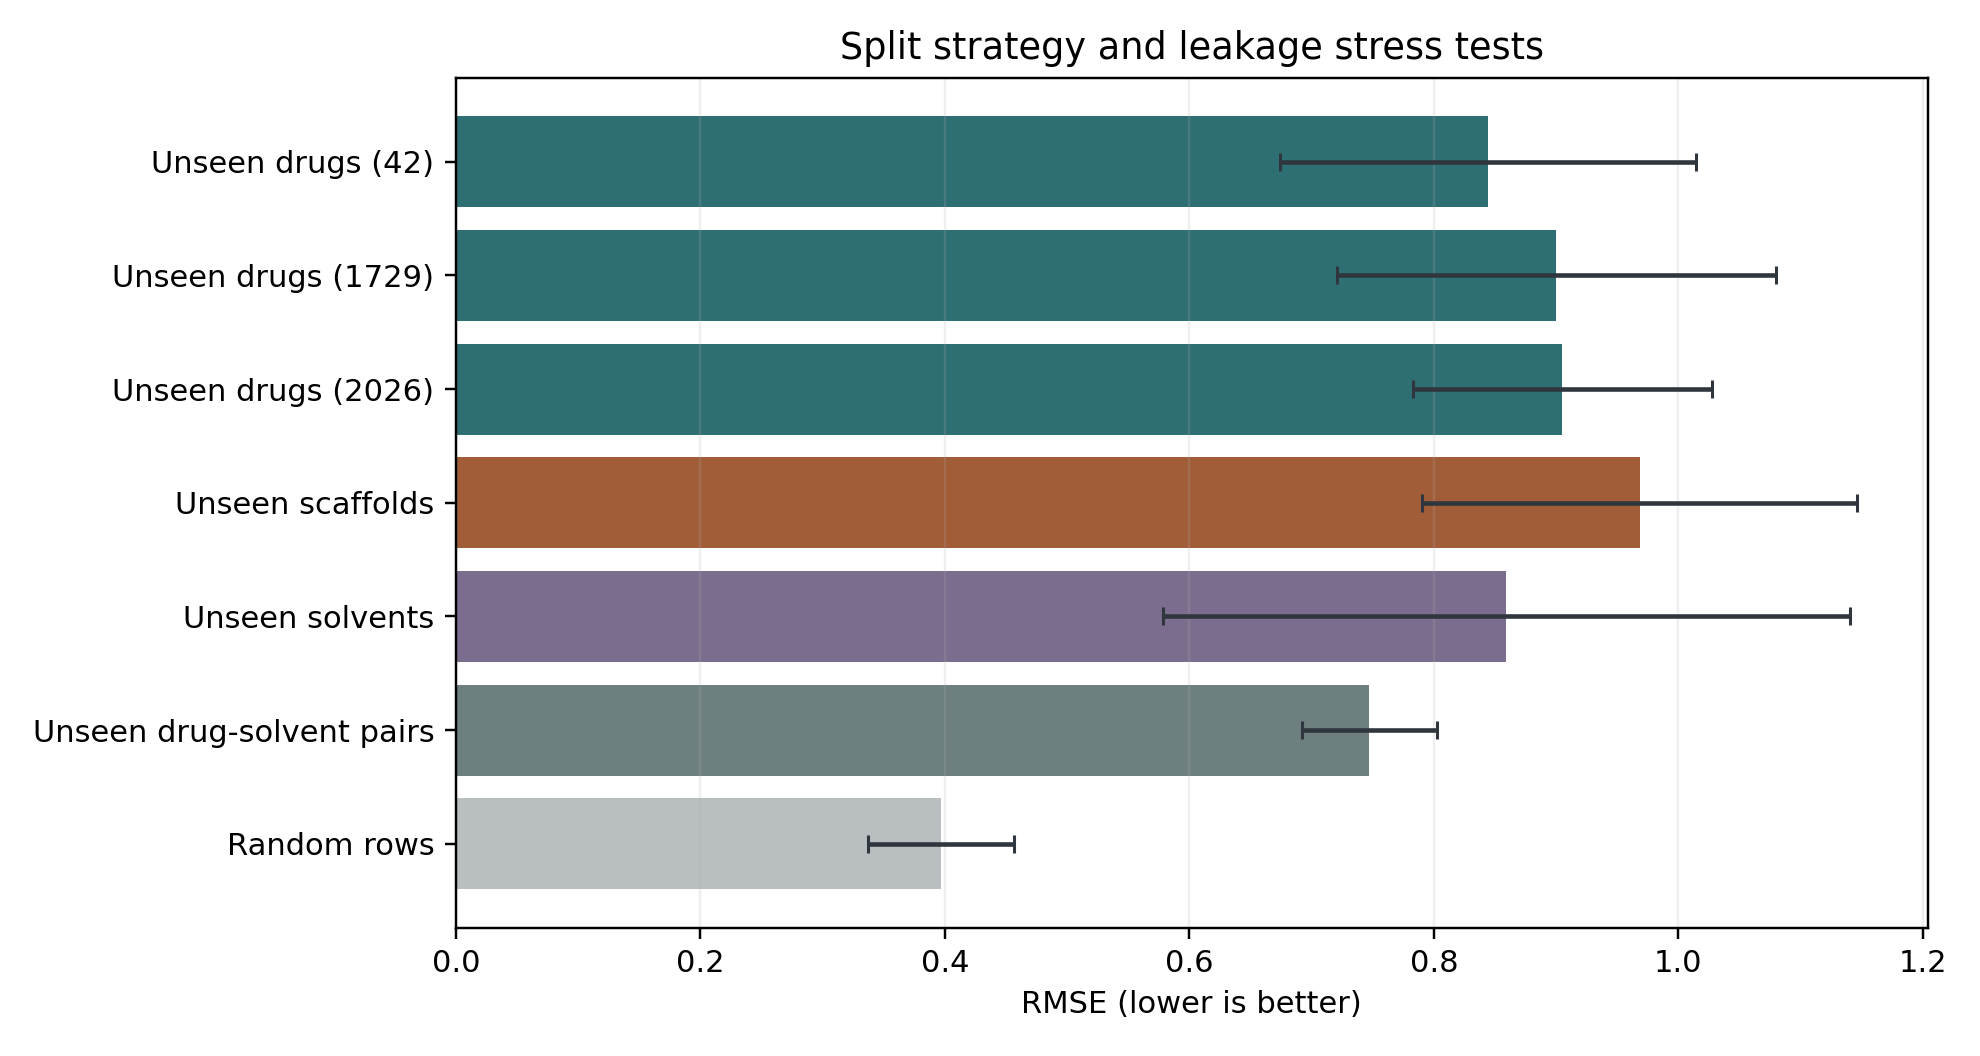 Split strategy and leakage stress tests
Unseen drugs (42)
Unseen drugs (1729)
Unseen drugs (2026)
Unseen scaffolds
Unseen solvents
Unseen drug-solvent pairs
Random rows
0.0 0.2 0.4 0.6 0.8 1.0 1.2
RMSE (lower is better)